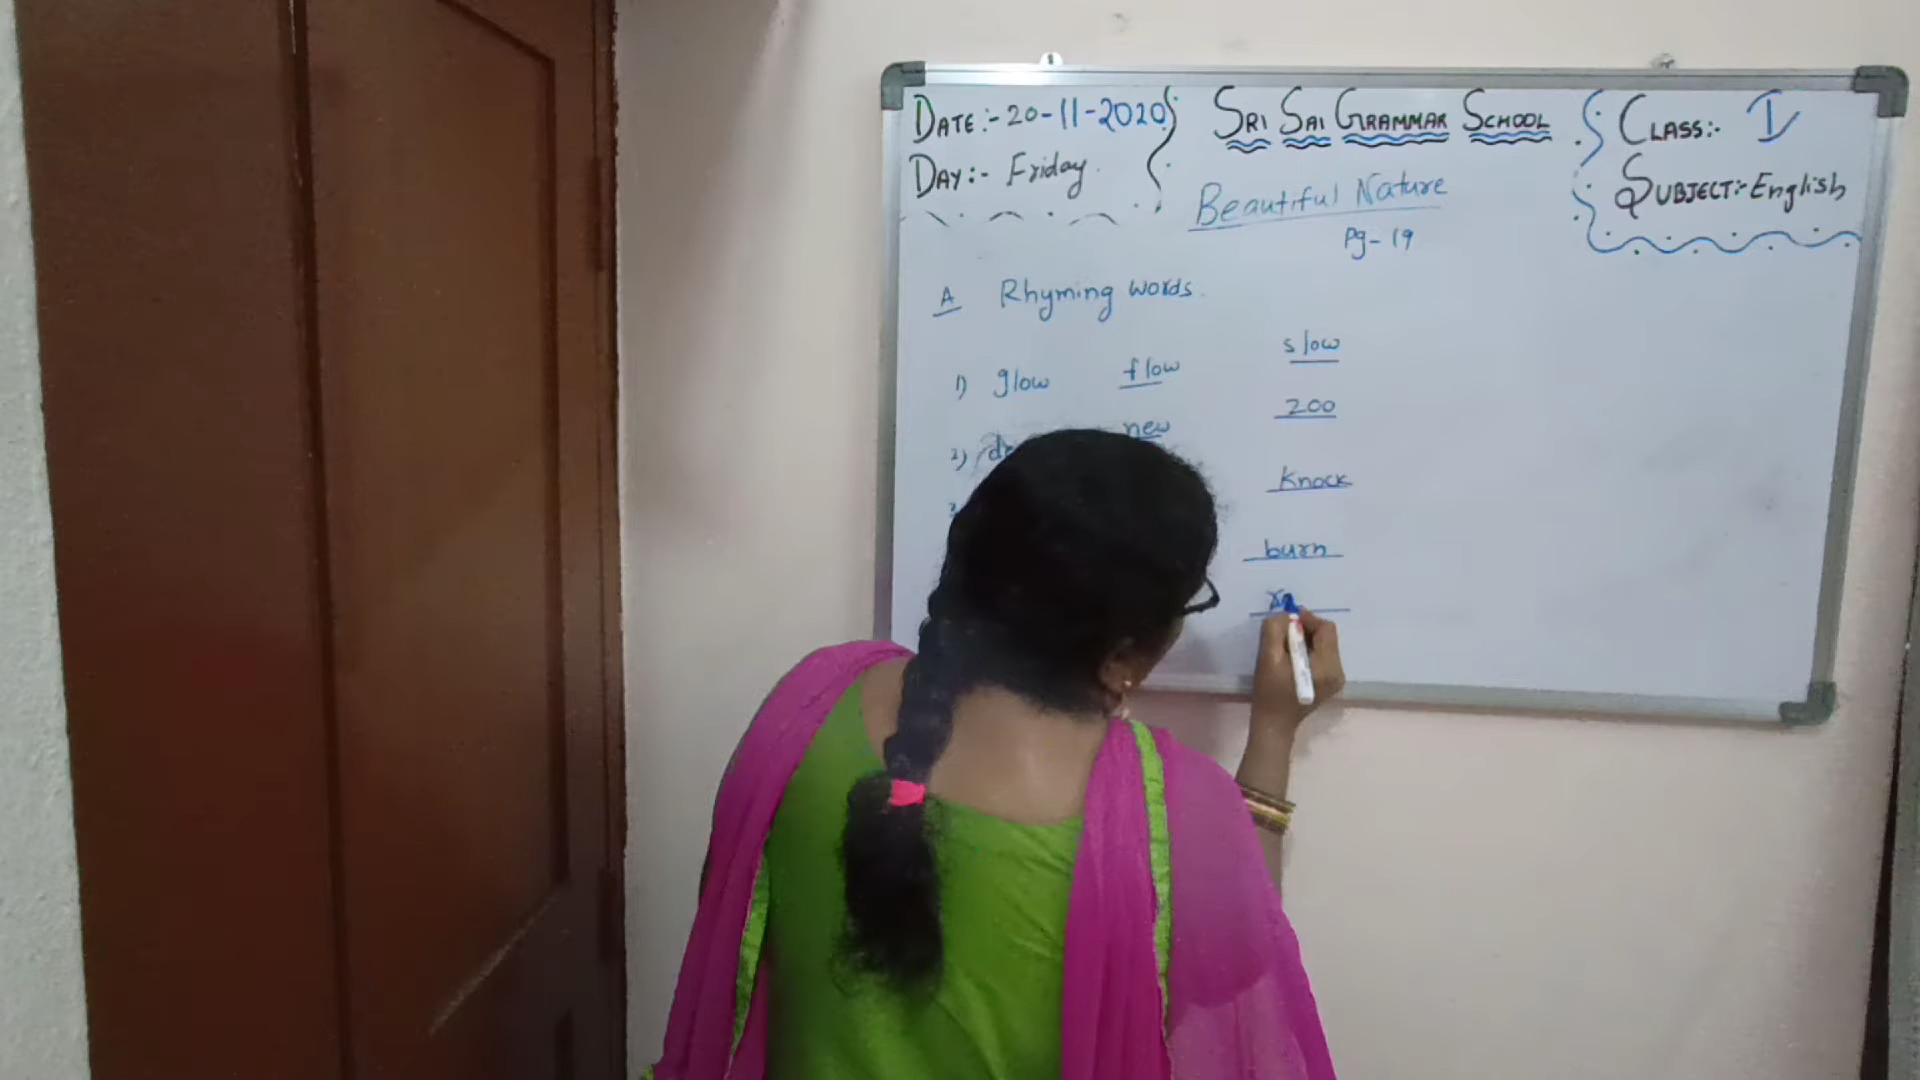 DATE:- 20-11-2020
DAY:- Friday.
SRI SAI GRAMMAR SCHOOL
CLASS:- I
SUBJECT:- English
Beautiful Nature
Pg-19
A Rhyming words.
1) glow flow slow
2) new zoo
Knock
burn